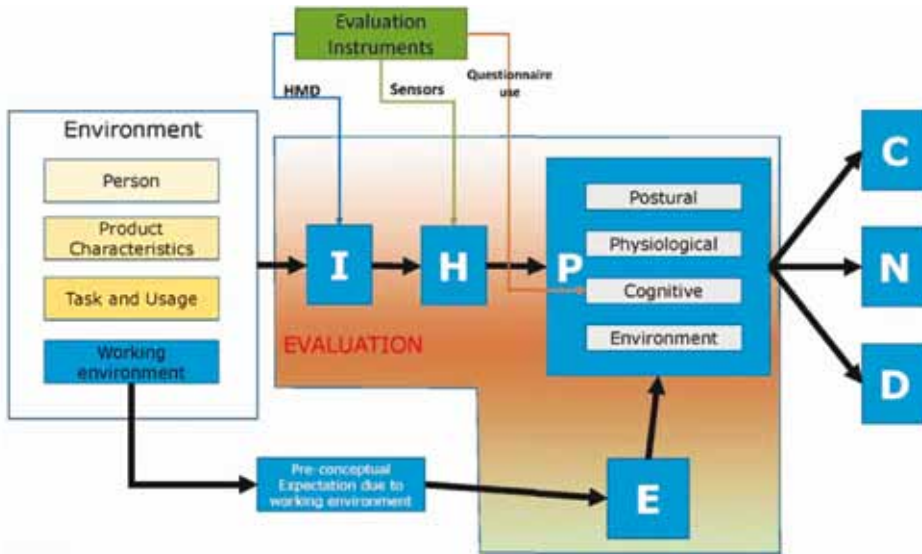 Evaluation
Instruments
HMD
Sensors
Questionnaire
use
Environment
Person
Product
Characteristics
Task and Usage
Working
environment
I
H
P
Postural
Physiological
Cognitive
Environment
EVALUATION
C
N
D
Pre-conceptual
Expectation due to
working environment
E